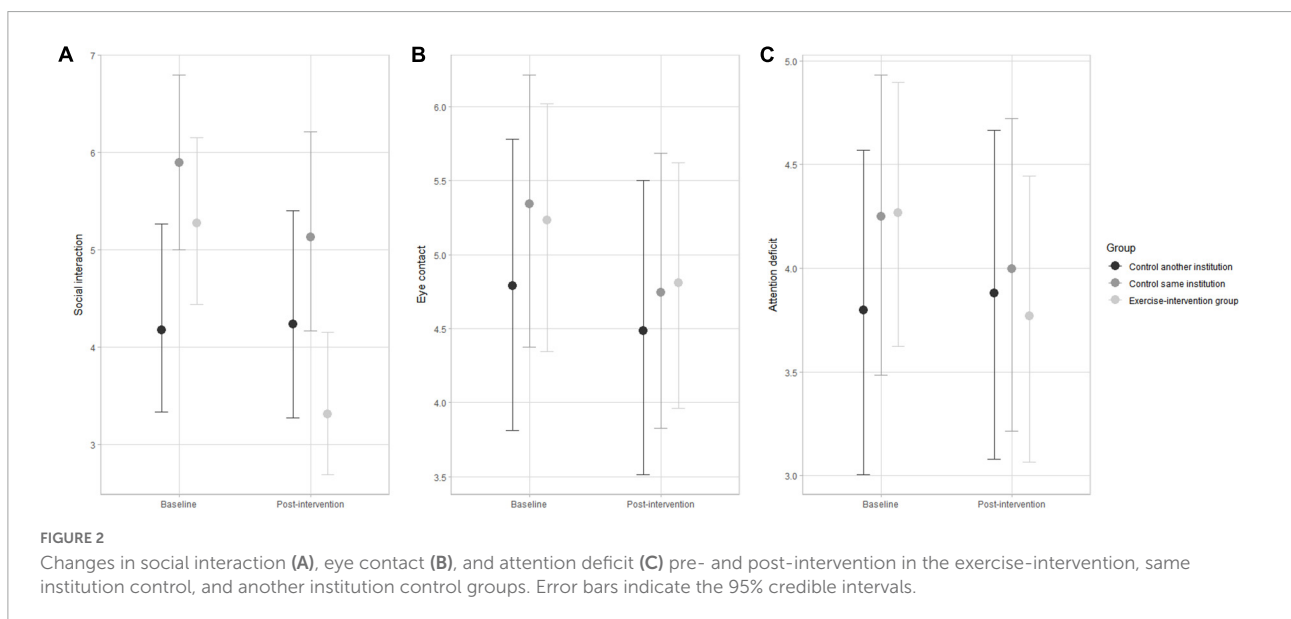 A
B
C
7
6
5
4
3
Social interaction
Baseline
Post-intervention
6.0
5.5
5.0
4.5
4.0
3.5
Eye contact
Baseline
Post-intervention
5.0
4.5
4.0
3.5
3.0
Attention deficit
Baseline
Post-intervention
Group
Control another institution
Control same institution
Exercise-intervention group
FIGURE 2
Changes in social interaction (A), eye contact (B), and attention deficit (C) pre- and post-intervention in the exercise-intervention, same
institution control, and another institution control groups. Error bars indicate the 95% credible intervals.